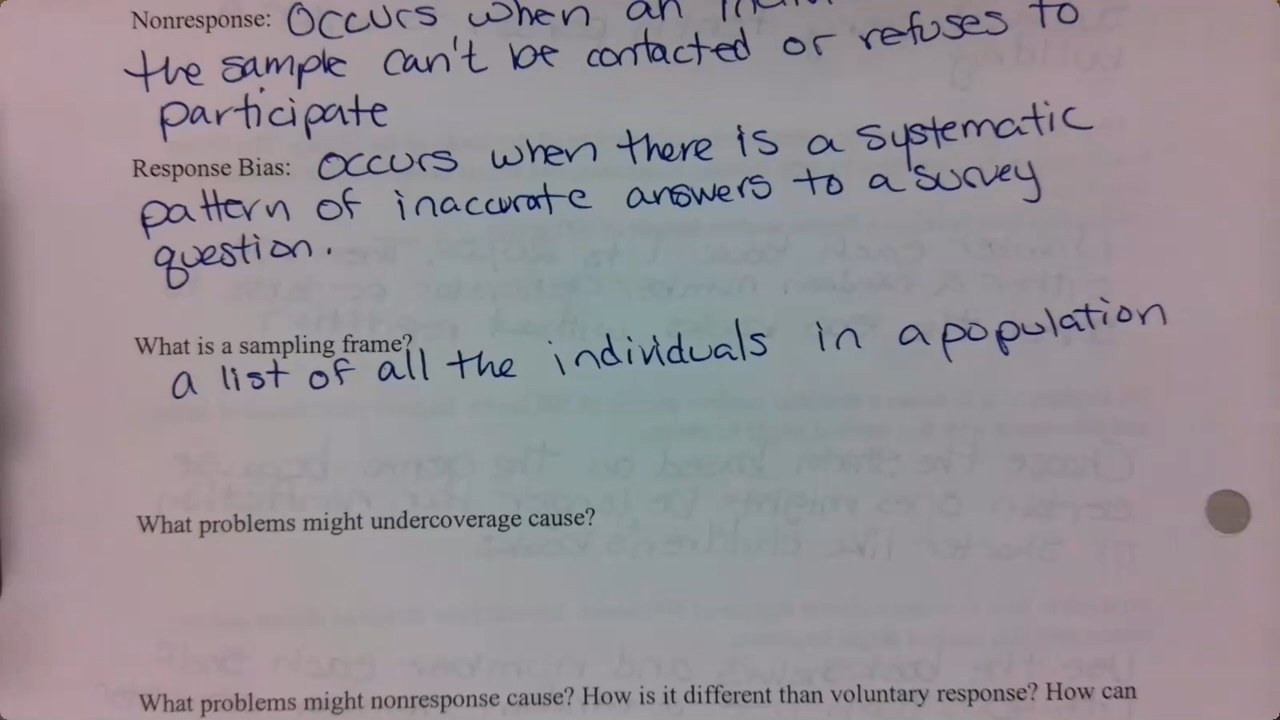 Nonresponse: Occurs when an
the sample can't be contacted or refuses to
participate
Response Bias: occurs when there is a systematic
pattern of inaccurate answers to a survey
question.
What is a sampling frame?
a list of all the individuals in a population
What problems might undercoverage cause?
What problems might nonresponse cause? How is it different than voluntary response? How can